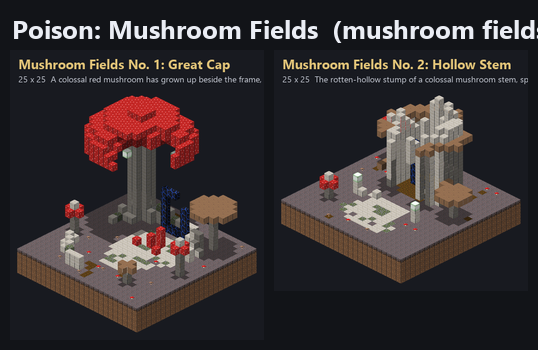 Poison: Mushroom Fields (mushroom fields
Mushroom Fields No. 1: Great Cap
25 x 25 A colossal red mushroom has grown up beside the frame,
Mushroom Fields No. 2: Hollow Stem
25 x 25 The rotten-hollow stump of a colossal mushroom stem, sp